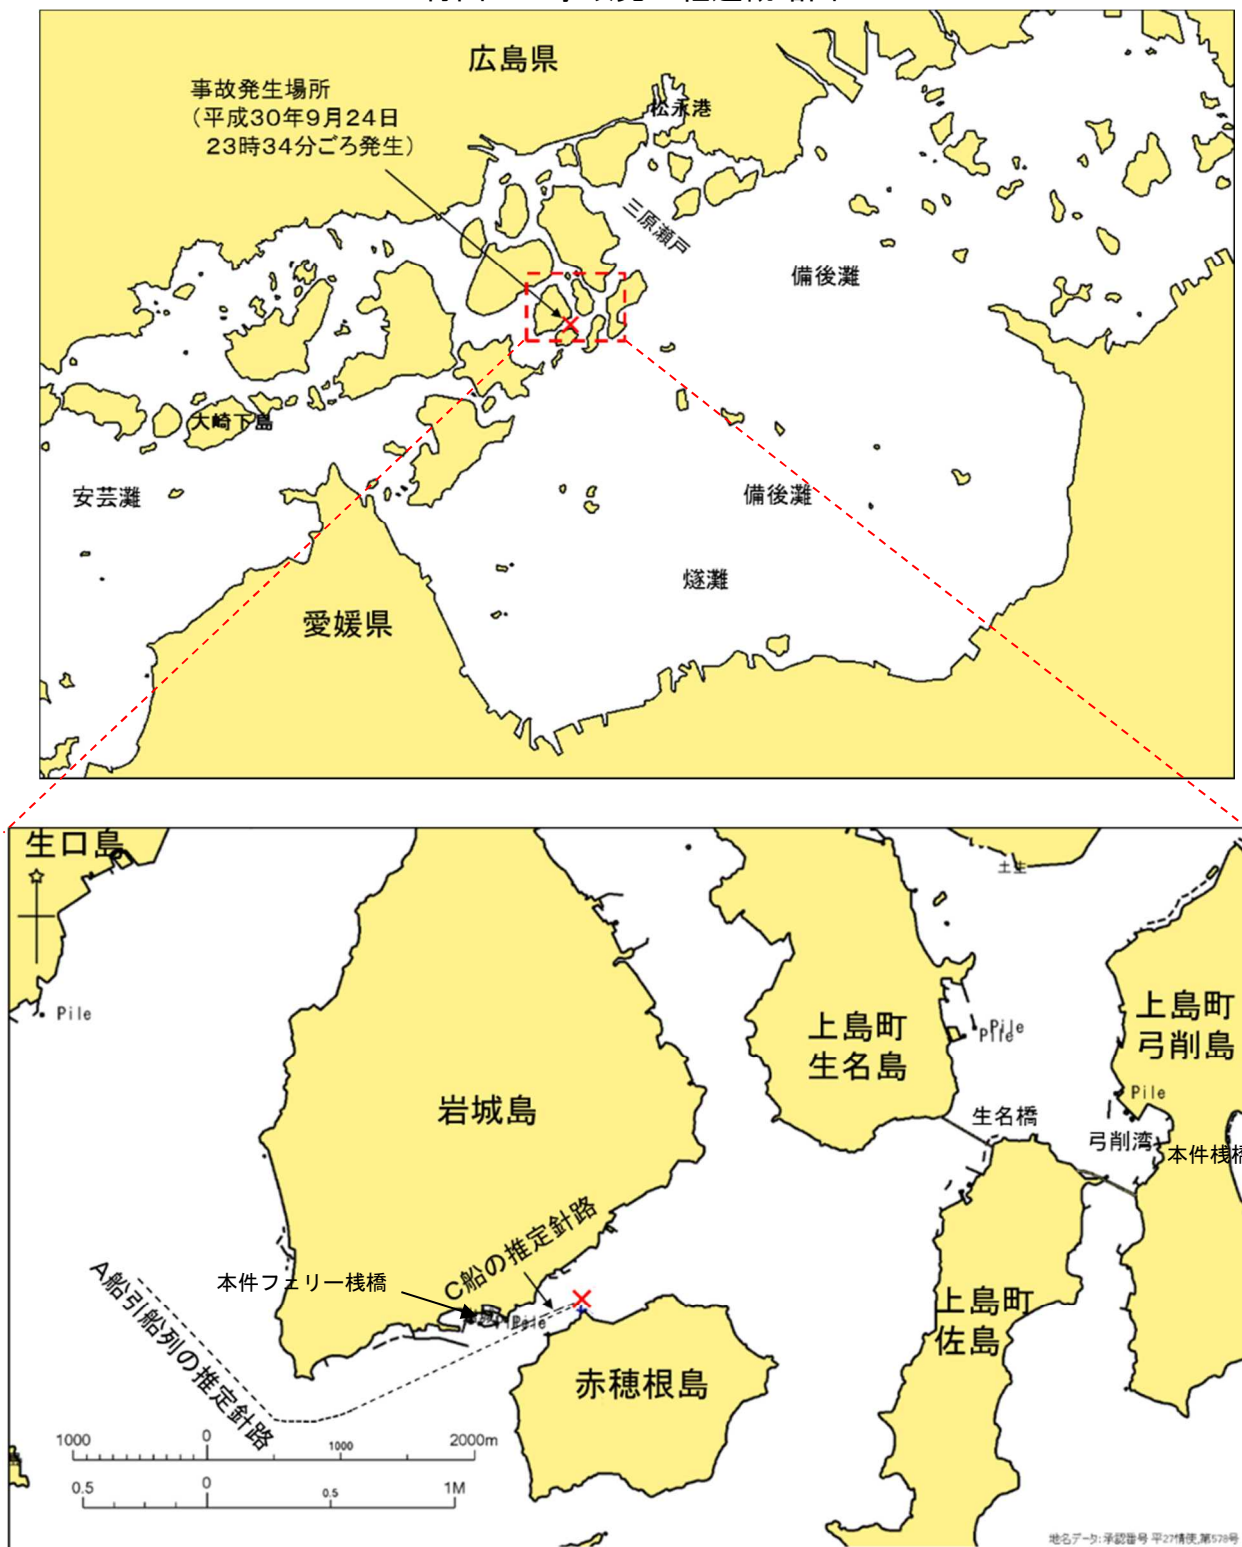 広島県
事故発生場所
(平成30年9月24日
23時34分ごろ発生)
松永港
三原瀬戸
備後灘
大崎下島
安芸灘
備後灘
燧灘
愛媛県
生口島
土生
Pile
上島町
生名島
Pile
Pile
上島町
弓削島
Pile
岩城島
生名橋
弓削湾
本件桟橋
C船の推定針路
本件フェリー桟橋
Pile
A船引船列の推定針路
上島町
佐島
赤穂根島
1000 0 1000 2000m
0.5 0 0.5 1M
地名データ:承認番号 平27情使,第578号